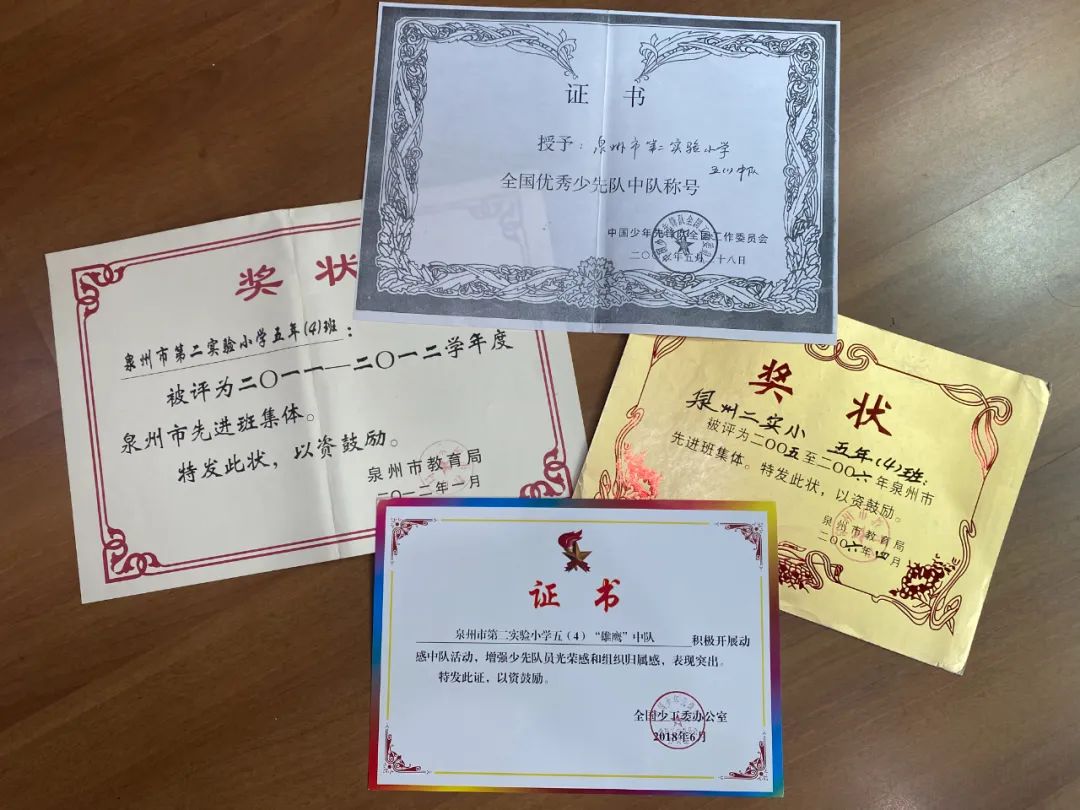 证 书
授予：泉州市第二实验小学
五(1)中队
全国优秀少先队中队称号
中国少年先锋队全国工作委员会
奖 状
泉州市第二实验小学五年(4)班：
被评为二〇一一—二〇一二学年度
泉州市先进班集体。
特发此状，以资鼓励。
泉州市教育局
二〇一二年一月
奖 状
泉州二实小 五年(4)班：
被评为二〇〇五至二〇〇六年泉州市
先进班集体。特发此状，以资鼓励。
泉州市教育局
二〇〇六年四月
证 书
泉州市第二实验小学五（4）“雄鹰”中队 积极开展动
感中队活动，增强少先队员光荣感和组织归属感，表现突出。
特发此证，以资鼓励。
全国少工委办公室
2018年6月